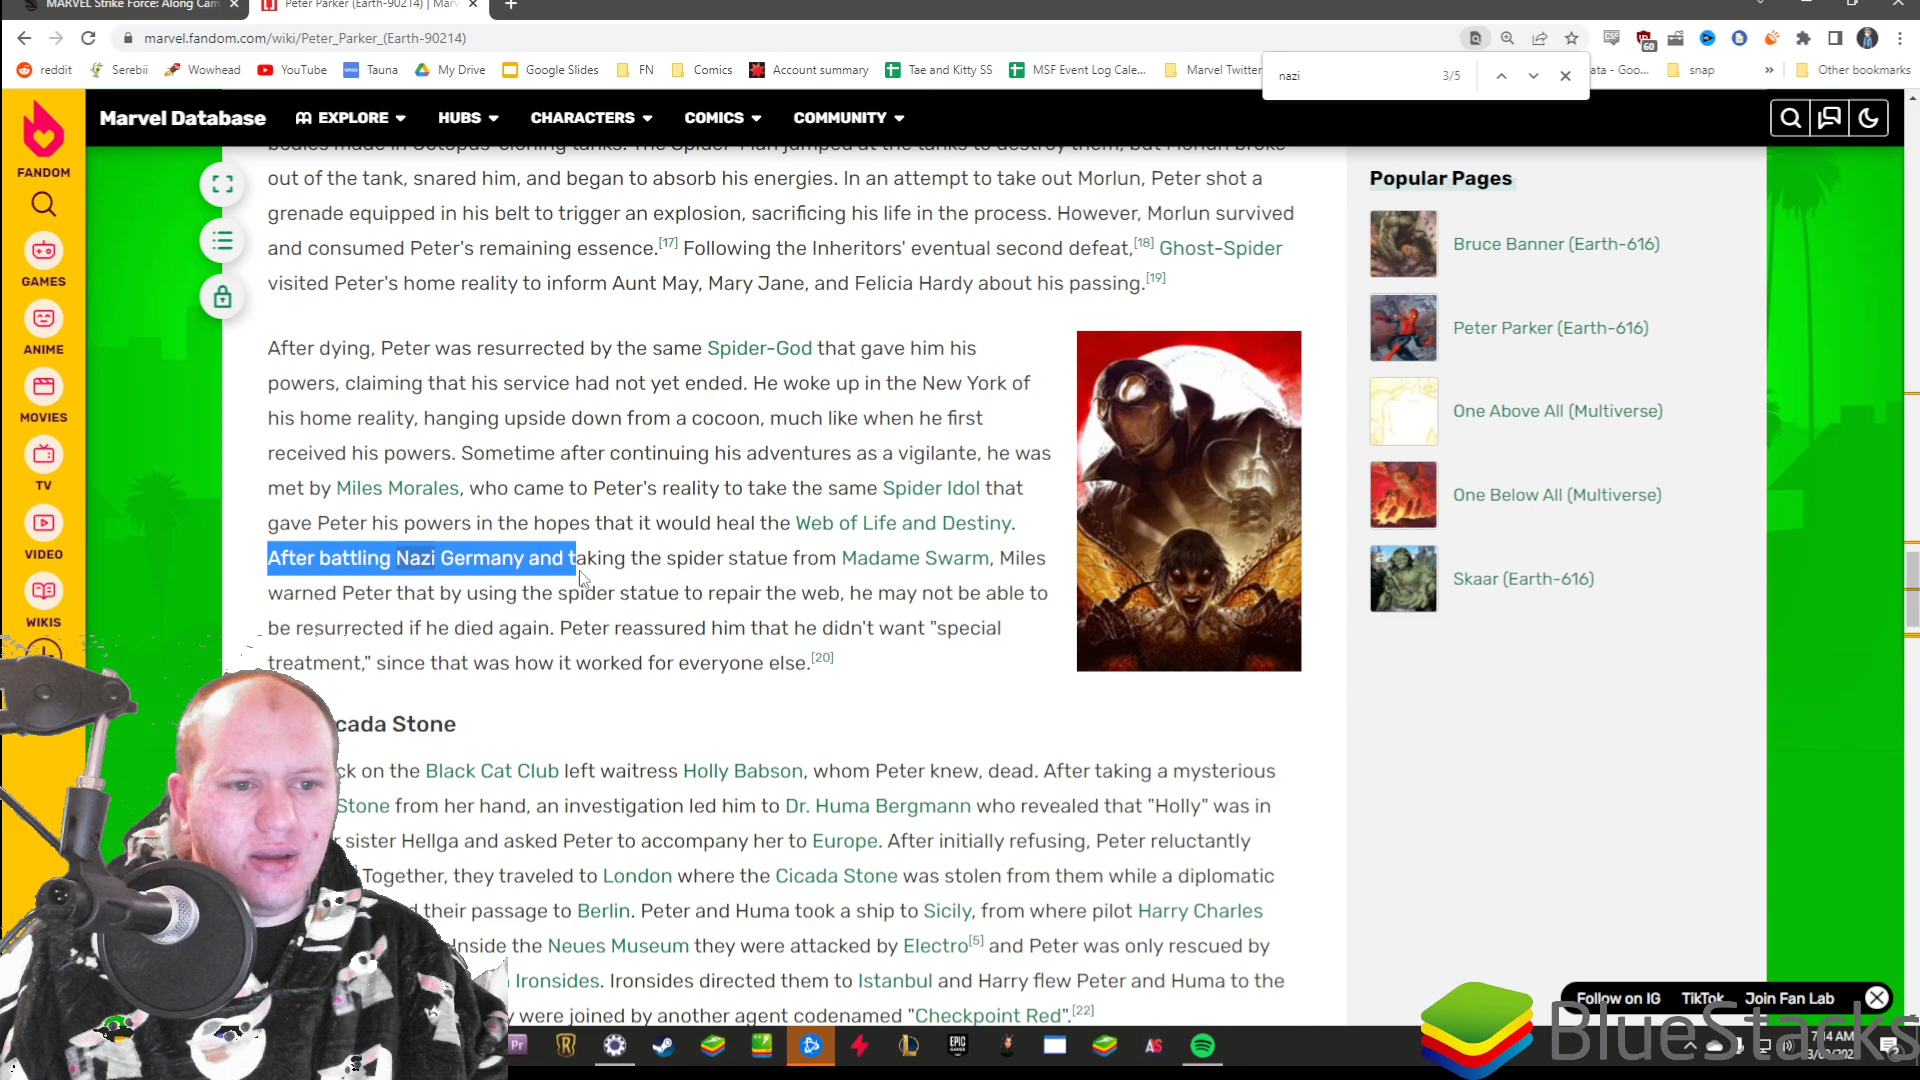 MARVEL Strike Force: Along Cam
Peter Parker (Earth-90214) | Marv
marvel.fandom.com/wiki/Peter_Parker_(Earth-90214)
60
reddit Serebii Wowhead YouTube Tauna My Drive Google Slides FN Comics Account summary Tae and Kitty SS MSF Event Log Cale... Marvel Twitter snap Other bookmarks
nazi 3/5
Marvel Database EXPLORE HUBS CHARACTERS COMICS COMMUNITY
FANDOM
GAMES
ANIME
MOVIES
TV
VIDEO
WIKIS
out of the tank, snared him, and began to absorb his energies. In an attempt to take out Morlun, Peter shot a
grenade equipped in his belt to trigger an explosion, sacrificing his life in the process. However, Morlun survived
and consumed Peter's remaining essence.[17] Following the Inheritors' eventual second defeat,[18] Ghost-Spider
visited Peter's home reality to inform Aunt May, Mary Jane, and Felicia Hardy about his passing.[19]
After dying, Peter was resurrected by the same Spider-God that gave him his
powers, claiming that his service had not yet ended. He woke up in the New York of
his home reality, hanging upside down from a cocoon, much like when he first
received his powers. Sometime after continuing his adventures as a vigilante, he was
met by Miles Morales, who came to Peter's reality to take the same Spider Idol that
gave Peter his powers in the hopes that it would heal the Web of Life and Destiny.
After battling Nazi Germany and taking the spider statue from Madame Swarm, Miles
warned Peter that by using the spider statue to repair the web, he may not be able to
be resurrected if he died again. Peter reassured him that he didn't want "special
treatment," since that was how it worked for everyone else.[20]
cada Stone
ck on the Black Cat Club left waitress Holly Babson, whom Peter knew, dead. After taking a mysterious
Stone from her hand, an investigation led him to Dr. Huma Bergmann who revealed that "Holly" was in
sister Hellga and asked Peter to accompany her to Europe. After initially refusing, Peter reluctantly
Together, they traveled to London where the Cicada Stone was stolen from them while a diplomatic
d their passage to Berlin. Peter and Huma took a ship to Sicily, from where pilot Harry Charles
Inside the Neues Museum they were attacked by Electro[5] and Peter was only rescued by
Ironsides. Ironsides directed them to Istanbul and Harry flew Peter and Huma to the
y were joined by another agent codenamed "Checkpoint Red".[22]
Popular Pages
Bruce Banner (Earth-616)
Peter Parker (Earth-616)
One Above All (Multiverse)
One Below All (Multiverse)
Skaar (Earth-616)
Follow on IG TikTok Join Fan Lab
BlueStacks
Pr
EPIC GAMES
AS